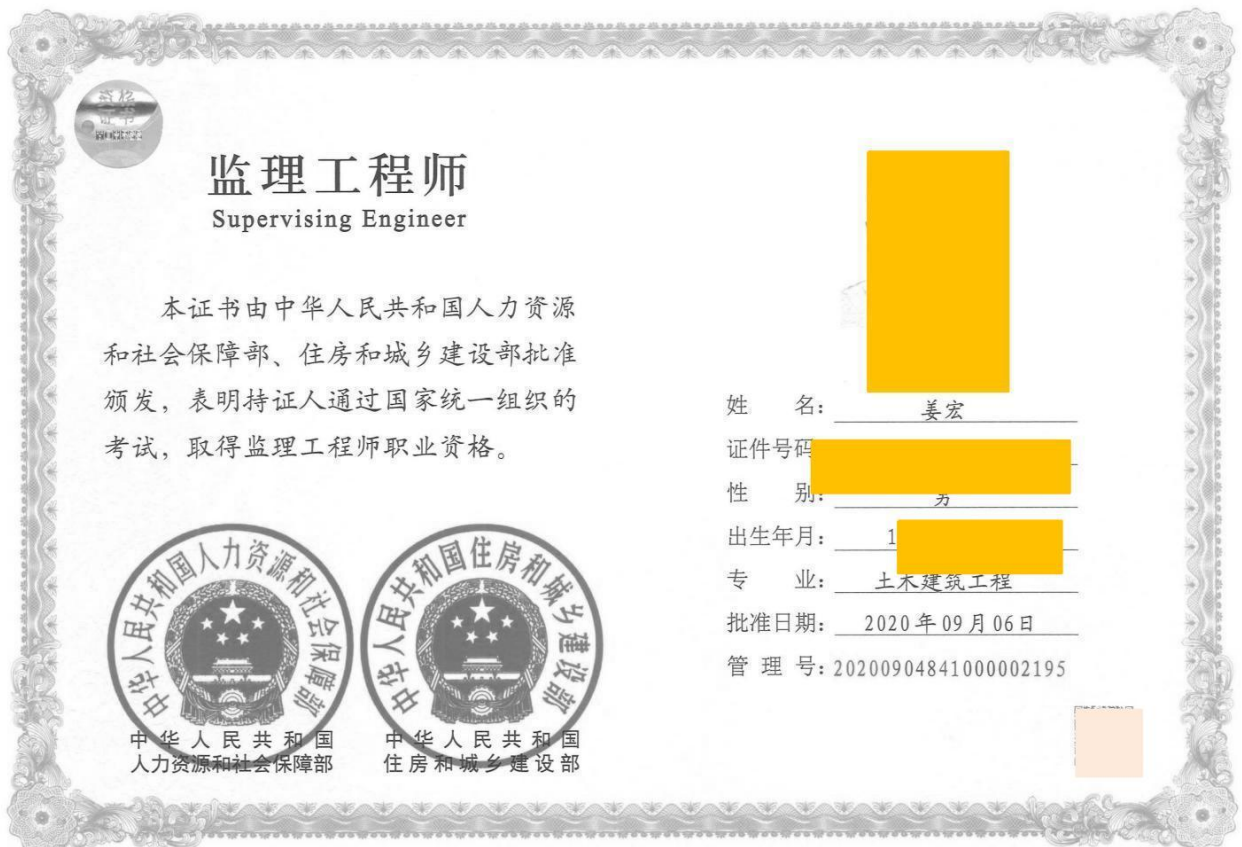 资格
证书
监理工程师
Supervising Engineer
本证书由中华人民共和国人力资源
和社会保障部、住房和城乡建设部批准
颁发，表明持证人通过国家统一组织的
考试，取得监理工程师职业资格。
中华人民共和国人力资源和社会保障部
中华人民共和国住房和城乡建设部
中华人民共和国
人力资源和社会保障部
中华人民共和国
住房和城乡建设部
姓 名：姜宏
证件号码
性 别：男
出生年月：1
专 业：土木建筑工程
批准日期：2020年09月06日
管 理 号：20200904841000002195